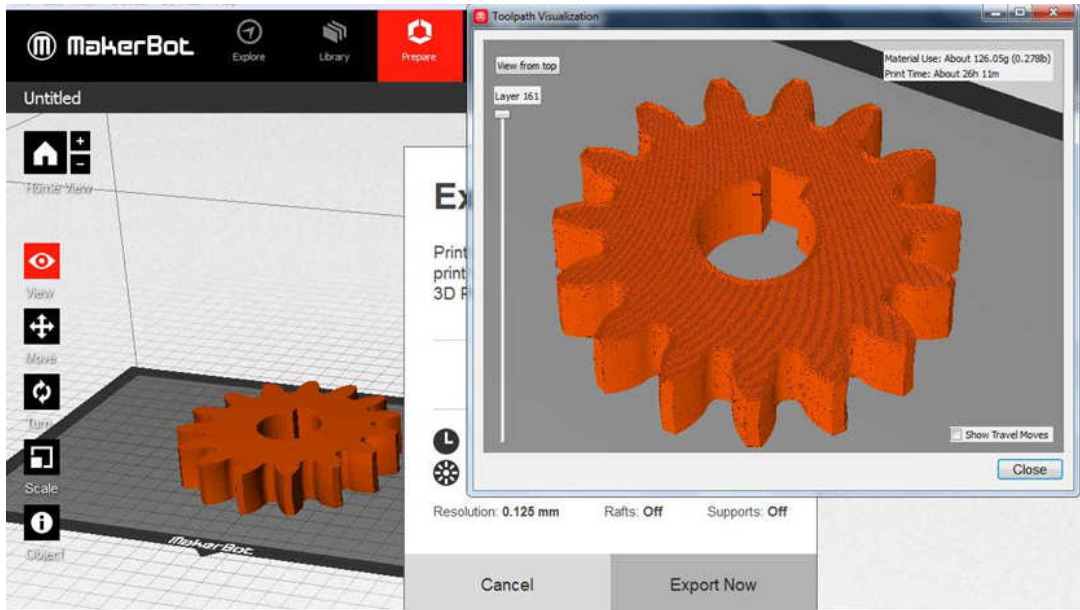 MakerBot
Explore
Library
Prepare
Untitled
Home View
View
Move
Turn
Scale
Object
MakerBot
Ex
Print
print
3D P
Resolution: 0.125 mm Rafts: Off Supports: Off
Cancel
Export Now
Toolpath Visualization
View from top
Layer 161
Material Use: About 126.05g (0.278lb)
Print Time: About 26h 11m
Show Travel Moves
Close